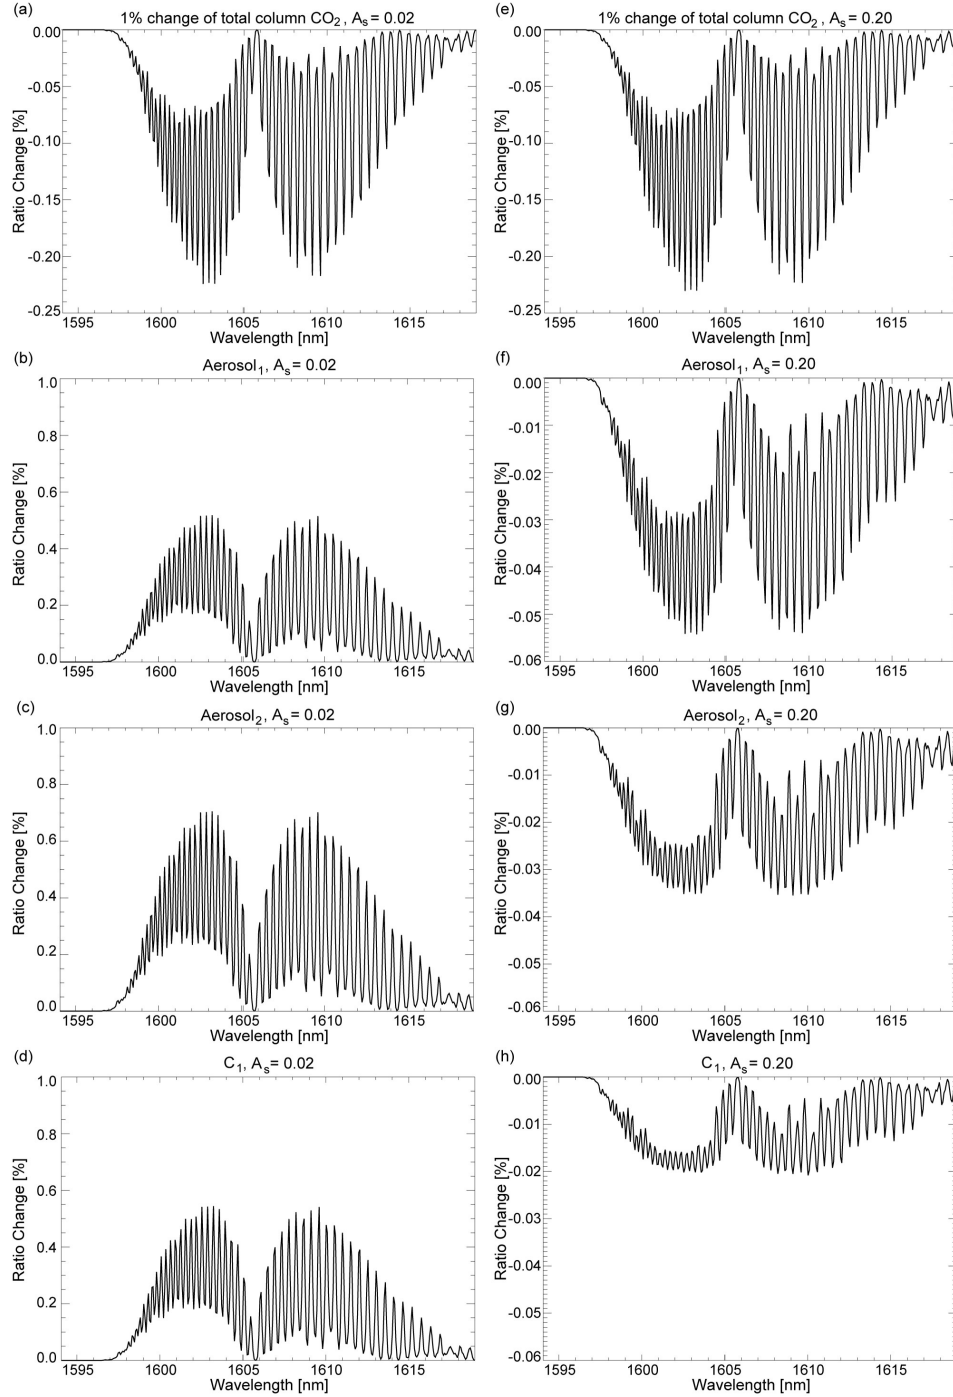 (a)
1% change of total column CO₂ , Aₛ = 0.02
0.00
-0.05
-0.10
-0.15
-0.20
-0.25
Ratio Change [%]
1595 1600 1605 1610 1615
Wavelength [nm]
(e)
1% change of total column CO₂ , Aₛ = 0.20
0.00
-0.05
-0.10
-0.15
-0.20
-0.25
Ratio Change [%]
1595 1600 1605 1610 1615
Wavelength [nm]
(b)
Aerosol₁ , Aₛ = 0.02
1.0
0.8
0.6
0.4
0.2
0.0
Ratio Change [%]
1595 1600 1605 1610 1615
Wavelength [nm]
(f)
Aerosol₁ , Aₛ = 0.20
0.00
-0.01
-0.02
-0.03
-0.04
-0.05
-0.06
Ratio Change [%]
1595 1600 1605 1610 1615
Wavelength [nm]
(c)
Aerosol₂ , Aₛ = 0.02
1.0
0.8
0.6
0.4
0.2
0.0
Ratio Change [%]
1595 1600 1605 1610 1615
Wavelength [nm]
(g)
Aerosol₂ , Aₛ = 0.20
0.00
-0.01
-0.02
-0.03
-0.04
-0.05
-0.06
Ratio Change [%]
1595 1600 1605 1610 1615
Wavelength [nm]
(d)
C₁ , Aₛ = 0.02
1.0
0.8
0.6
0.4
0.2
0.0
Ratio Change [%]
1595 1600 1605 1610 1615
Wavelength [nm]
(h)
C₁ , Aₛ = 0.20
0.00
-0.01
-0.02
-0.03
-0.04
-0.05
-0.06
Ratio Change [%]
1595 1600 1605 1610 1615
Wavelength [nm]